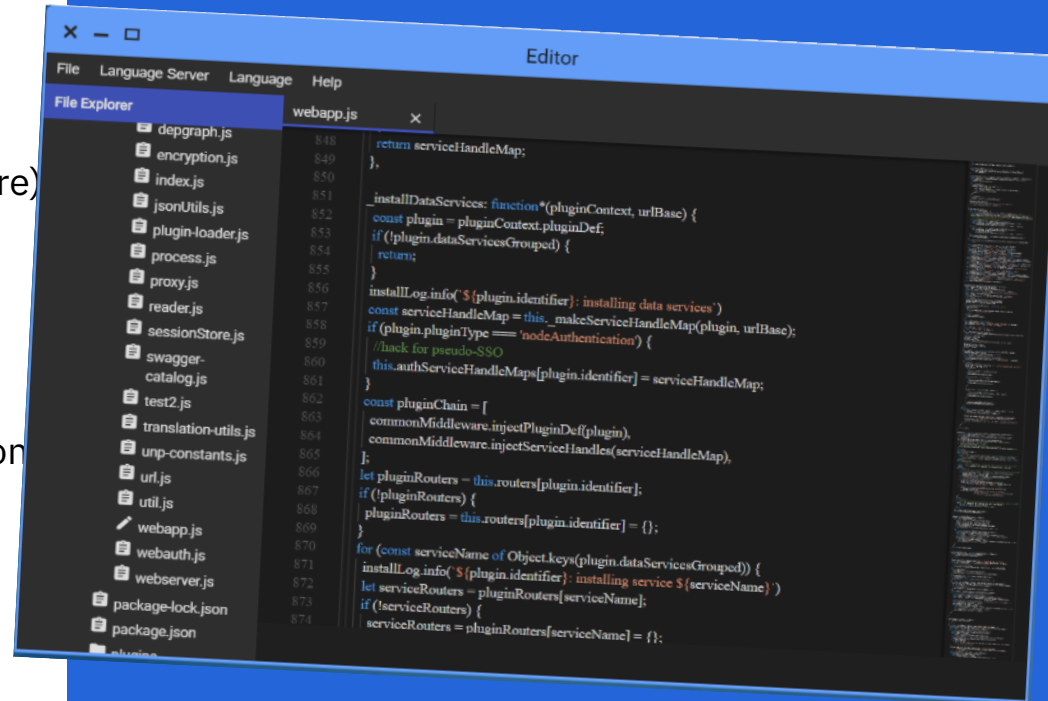 re)
on
Editor
File Language Server Language Help
File Explorer
depgraph.js
encryption.js
index.js
jsonUtils.js
plugin-loader.js
process.js
proxy.js
reader.js
sessionStore.js
swagger-
catalog.js
test2.js
translation-utils.js
unp-constants.js
url.js
util.js
webapp.js
webauth.js
webserver.js
package-lock.json
package.json
plugins
webapp.js ×
848 return serviceHandleMap;
849 },
850
851 _installDataServices: function*(pluginContext, urlBase) {
852 const plugin = pluginContext.pluginDef;
853 if (!plugin.dataServicesGrouped) {
854 return;
855 }
856 installLog.info(`${plugin.identifier}: installing data services`)
857 const serviceHandleMap = this._makeServiceHandleMap(plugin, urlBase);
858 if (plugin.pluginType === 'nodeAuthentication') {
859 //hack for pseudo-SSO
860 this.authServiceHandleMaps[plugin.identifier] = serviceHandleMap;
861 }
862 const pluginChain = [
863 commonMiddleware.injectPluginDef(plugin),
864 commonMiddleware.injectServiceHandles(serviceHandleMap),
865 ];
866 let pluginRouters = this.routers[plugin.identifier];
867 if (!pluginRouters) {
868 pluginRouters = this.routers[plugin.identifier] = {};
869 }
870 for (const serviceName of Object.keys(plugin.dataServicesGrouped)) {
871 installLog.info(`${plugin.identifier}: installing service ${serviceName}`)
872 let serviceRouters = pluginRouters[serviceName];
873 if (!serviceRouters) {
874 serviceRouters = pluginRouters[serviceName] = {};